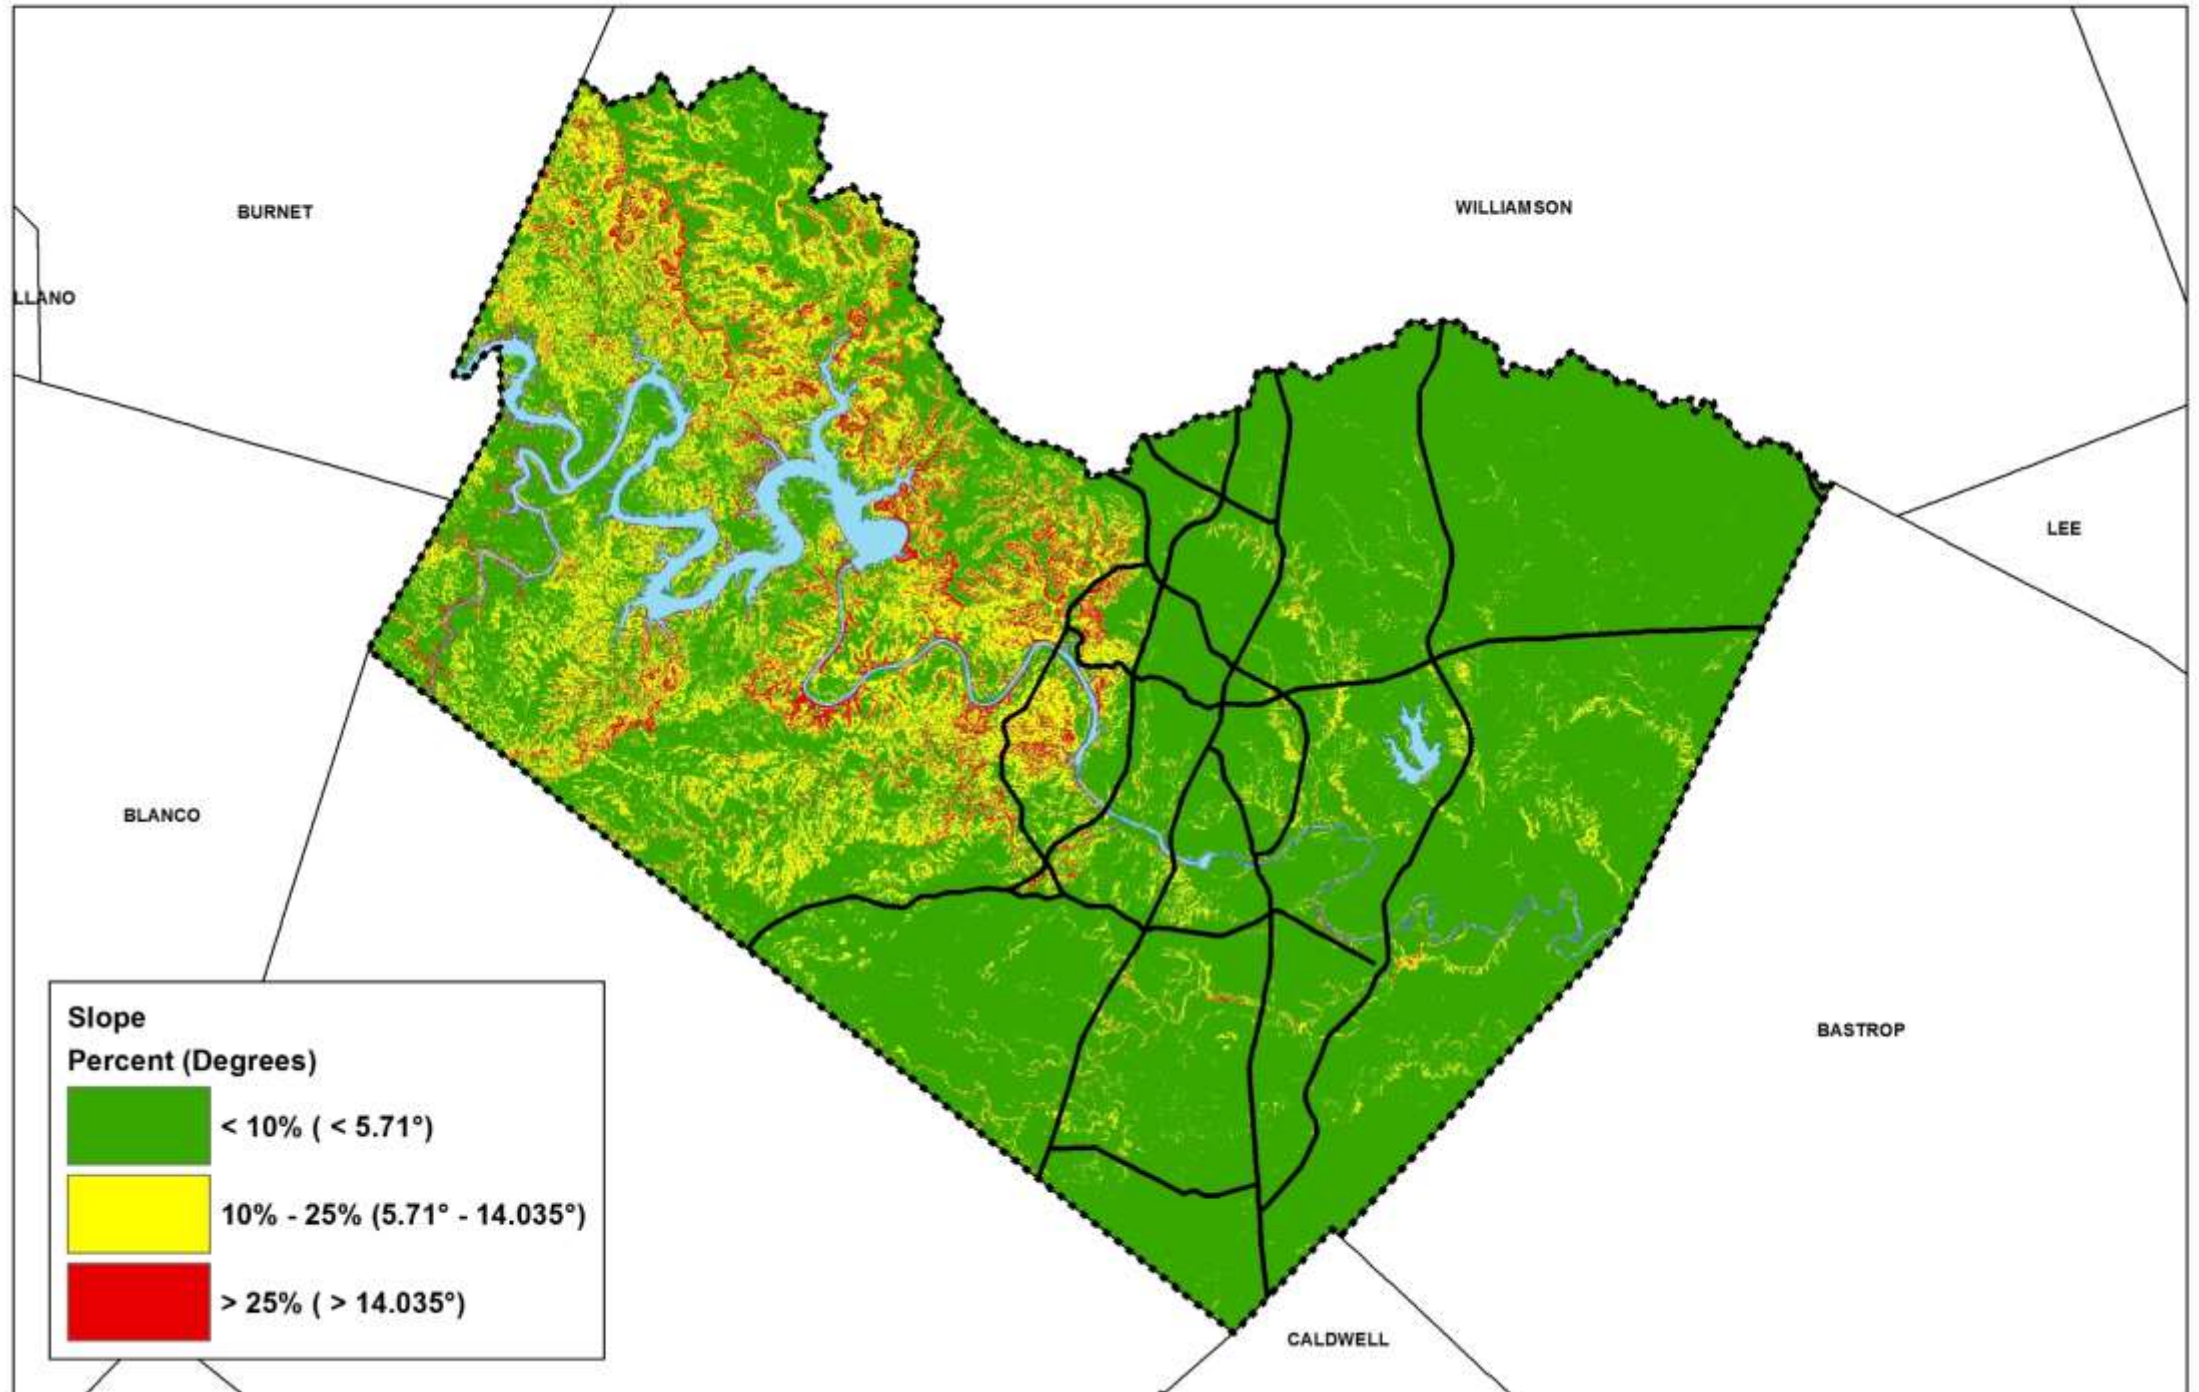 BURNET
WILLIAMSON
LLANO
LEE
BLANCO
BASTROP
CALDWELL
Slope
Percent (Degrees)
< 10% ( < 5.71°)
10% - 25% (5.71° - 14.035°)
> 25% ( > 14.035°)